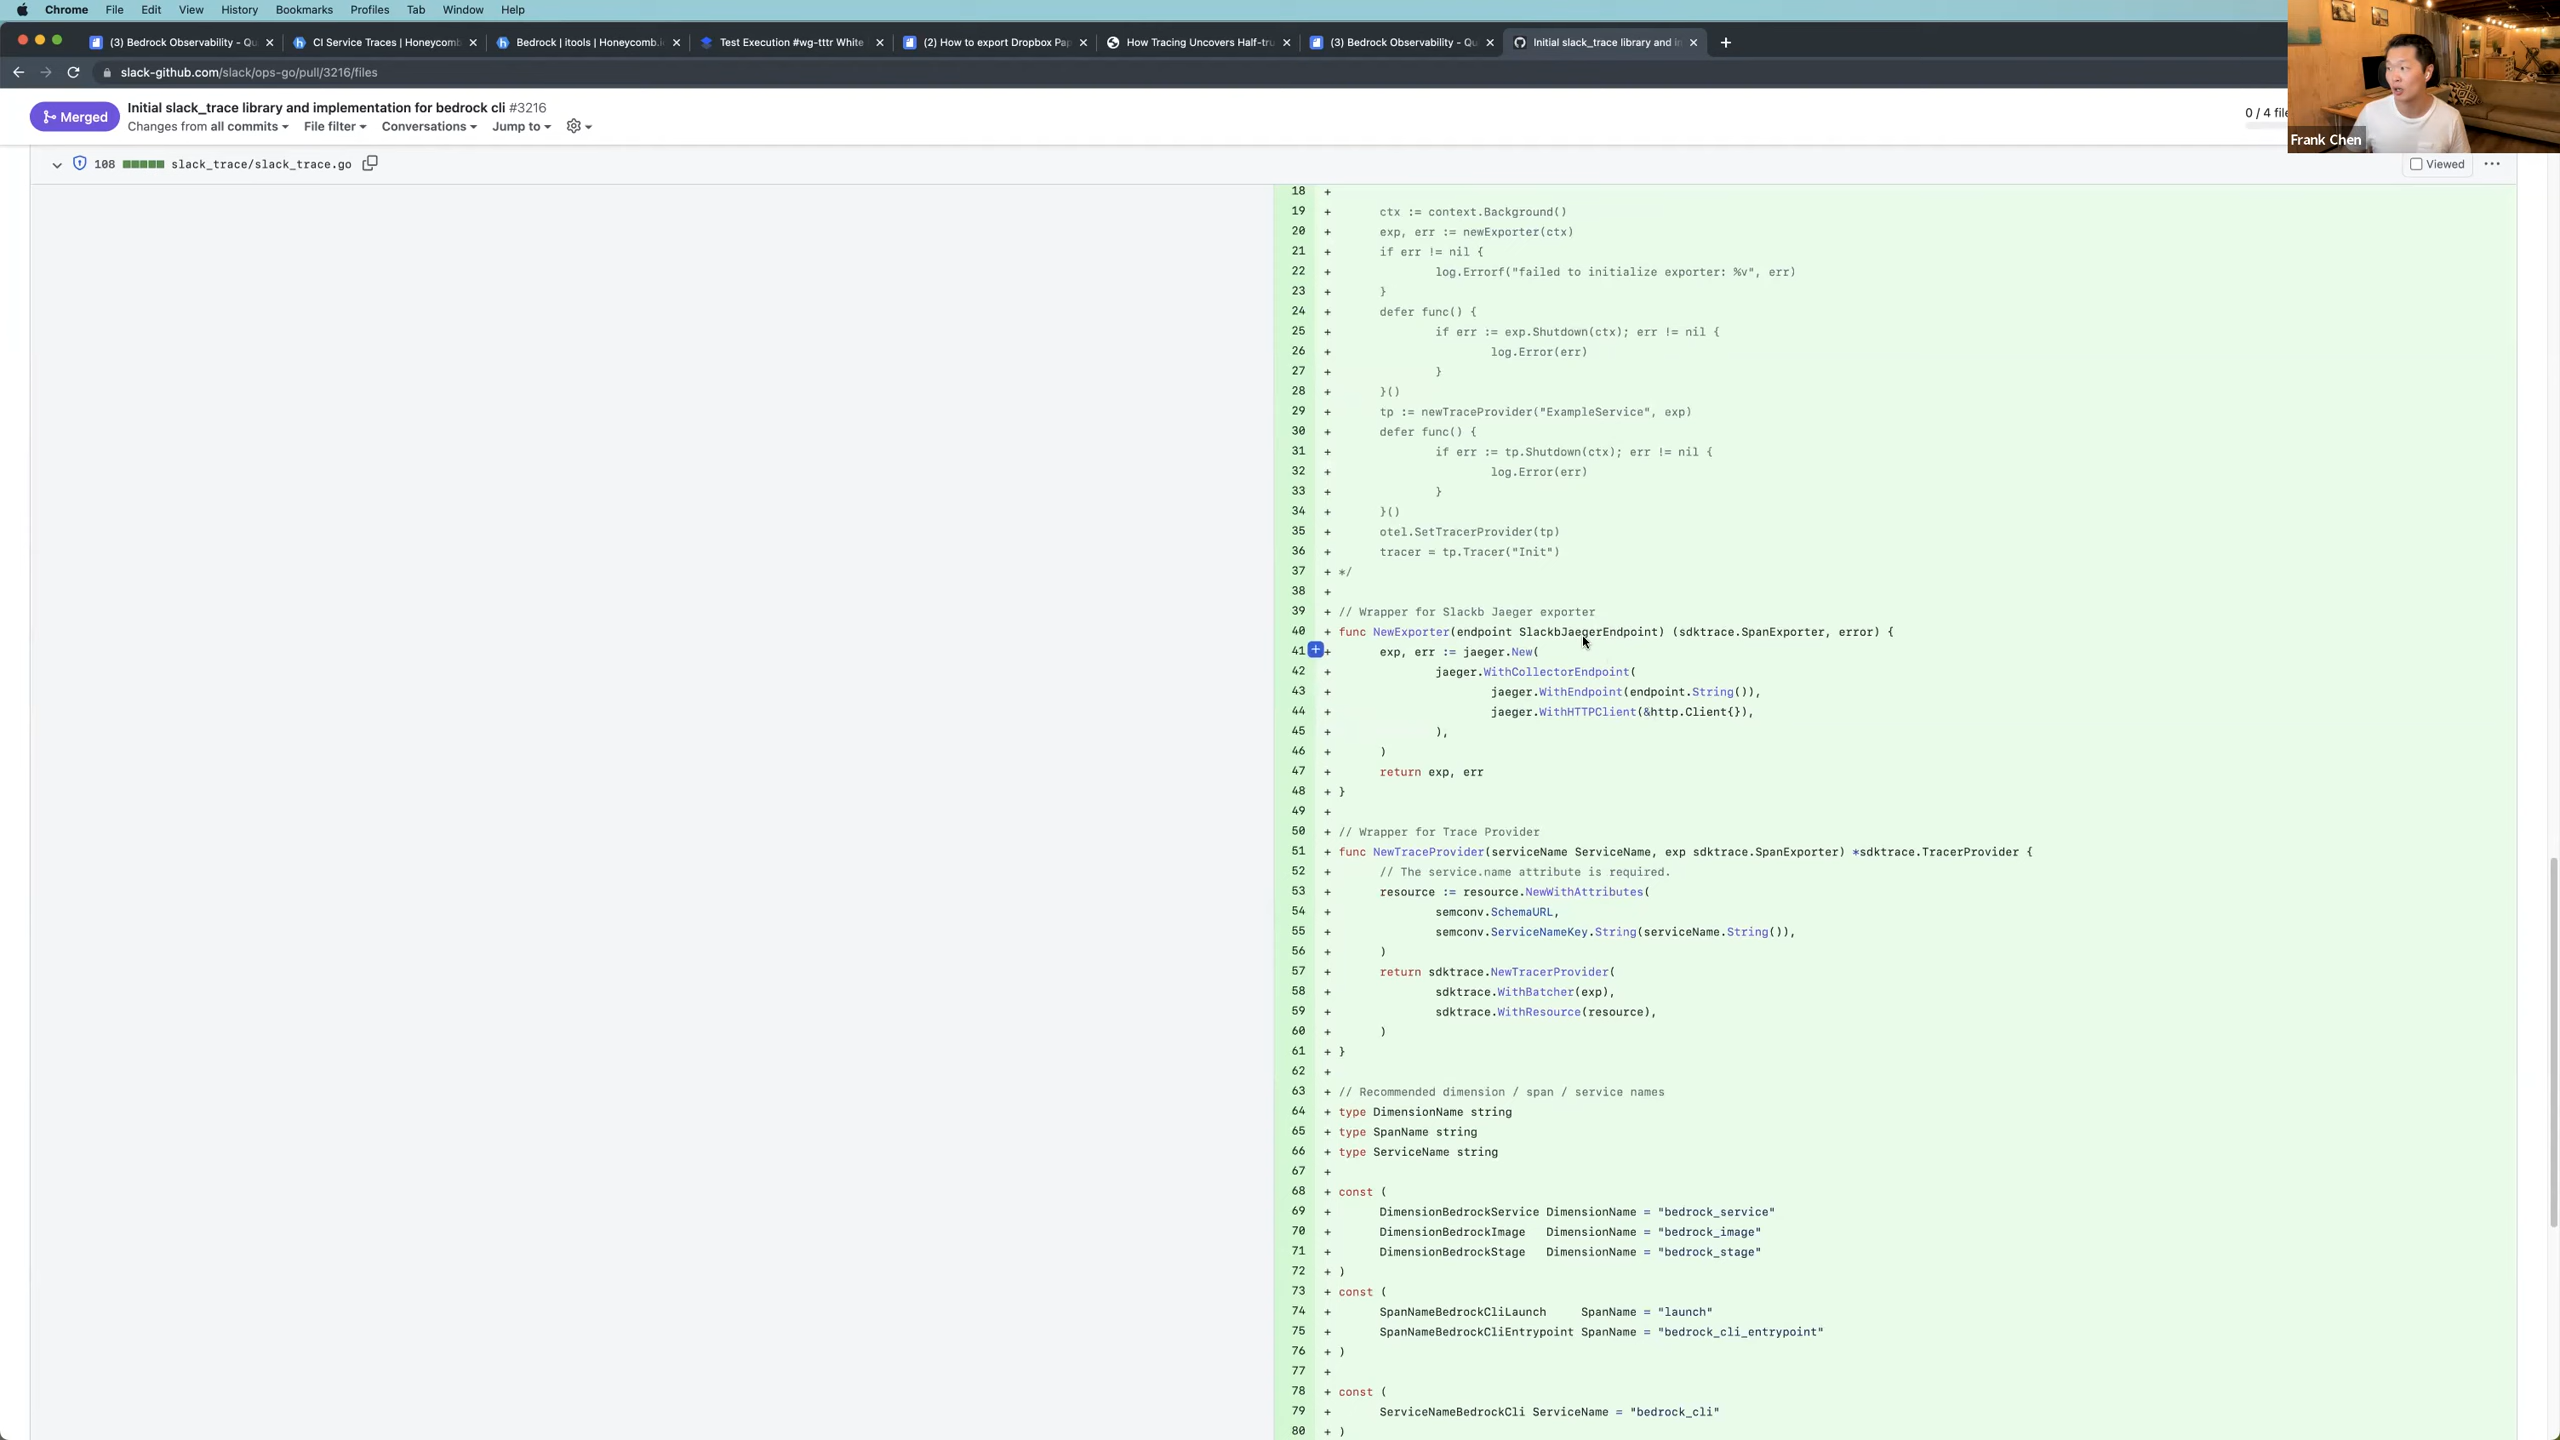 Chrome File Edit View History Bookmarks Profiles Tab Window Help
(3) Bedrock Observability - Qu
CI Service Traces | Honeycomb
Bedrock | itools | Honeycomb.i
Test Execution #wg-tttr White
(2) How to export Dropbox Pap
How Tracing Uncovers Half-tru
(3) Bedrock Observability - Qu
Initial slack_trace library and in
slack-github.com/slack/ops-go/pull/3216/files
Merged
Initial slack_trace library and implementation for bedrock cli #3216
Changes from all commits File filter Conversations Jump to
0 / 4 file
Frank Chen
108 slack_trace/slack_trace.go
Viewed
18 +
19 + ctx := context.Background()
20 + exp, err := newExporter(ctx)
21 + if err != nil {
22 + log.Errorf("failed to initialize exporter: %v", err)
23 + }
24 + defer func() {
25 + if err := exp.Shutdown(ctx); err != nil {
26 + log.Error(err)
27 + }
28 + }()
29 + tp := newTraceProvider("ExampleService", exp)
30 + defer func() {
31 + if err := tp.Shutdown(ctx); err != nil {
32 + log.Error(err)
33 + }
34 + }()
35 + otel.SetTracerProvider(tp)
36 + tracer = tp.Tracer("Init")
37 + */
38 +
39 + // Wrapper for Slackb Jaeger exporter
40 + func NewExporter(endpoint SlackbJaegerEndpoint) (sdktrace.SpanExporter, error) {
41 + exp, err := jaeger.New(
42 + jaeger.WithCollectorEndpoint(
43 + jaeger.WithEndpoint(endpoint.String()),
44 + jaeger.WithHTTPClient(&http.Client{}),
45 + ),
46 + )
47 + return exp, err
48 + }
49 +
50 + // Wrapper for Trace Provider
51 + func NewTraceProvider(serviceName ServiceName, exp sdktrace.SpanExporter) *sdktrace.TracerProvider {
52 + // The service.name attribute is required.
53 + resource := resource.NewWithAttributes(
54 + semconv.SchemaURL,
55 + semconv.ServiceNameKey.String(serviceName.String()),
56 + )
57 + return sdktrace.NewTracerProvider(
58 + sdktrace.WithBatcher(exp),
59 + sdktrace.WithResource(resource),
60 + )
61 + }
62 +
63 + // Recommended dimension / span / service names
64 + type DimensionName string
65 + type SpanName string
66 + type ServiceName string
67 +
68 + const (
69 + DimensionBedrockService DimensionName = "bedrock_service"
70 + DimensionBedrockImage DimensionName = "bedrock_image"
71 + DimensionBedrockStage DimensionName = "bedrock_stage"
72 + )
73 + const (
74 + SpanNameBedrockCliLaunch SpanName = "launch"
75 + SpanNameBedrockCliEntrypoint SpanName = "bedrock_cli_entrypoint"
76 + )
77 +
78 + const (
79 + ServiceNameBedrockCli ServiceName = "bedrock_cli"
80 + )